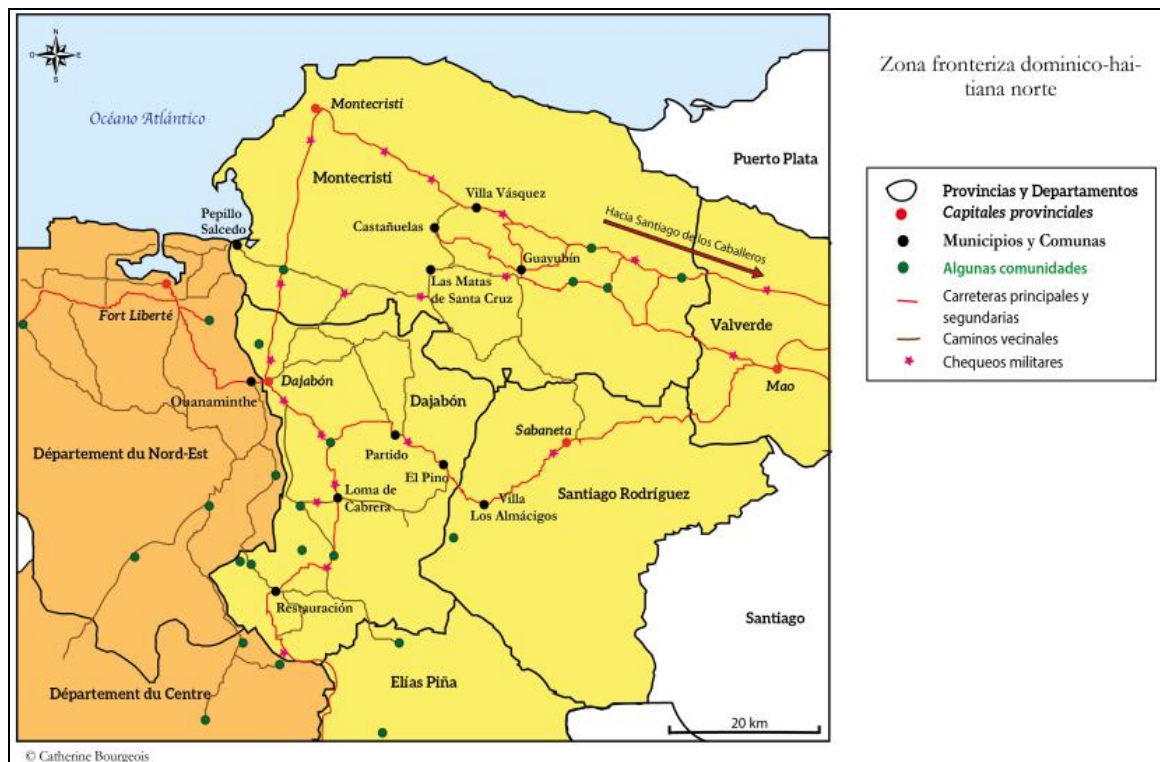 N
O
E
S
Océano Atlántico
Montecristi
Montecristi
Puerto Plata
Villa Vásquez
Pepillo
Salcedo
Castañuelas
Hacia Santiago de los Caballeros
Guayubín
Las Matas
de Santa Cruz
Fort Liberté
Valverde
Dajabón
Mao
Ouanaminthe
Dajabón
Sabaneta
Département du Nord-Est
Partido
El Pino
Loma de
Cabrera
Villa
Los Almácigos
Santiago Rodríguez
Restauración
Santiago
Elías Piña
Département du Centre
20 km
© Catherine Bourgeois
Zona fronteriza dominico-hai-
tiana norte
Provincias y Departamentos
Capitales provinciales
Municipios y Comunas
Algunas comunidades
Carreteras principales y
segundarias
Caminos vecinales
Chequeos militares